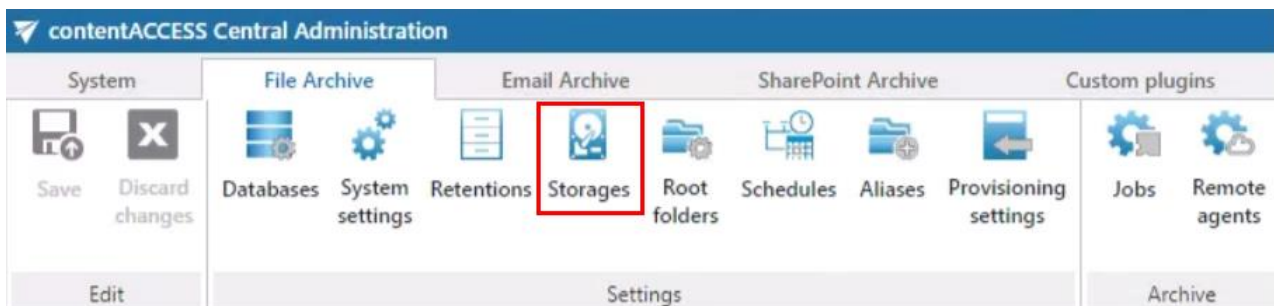 contentACCESS Central Administration
System File Archive Email Archive SharePoint Archive Custom plugins
Save Discard changes Databases System settings Retentions Storages Root folders Schedules Aliases Provisioning settings Jobs Remote agents
Edit Settings Archive